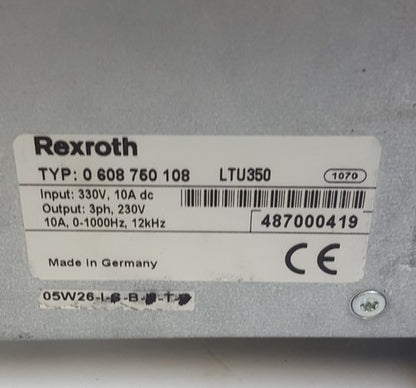 Rexroth
TYP: 0 608 750 108 LTU350 1070
Input: 330V, 10A dc
Output: 3ph, 230V
10A, 0-1000Hz, 12kHz
487000419
Made in Germany CE
05W26-